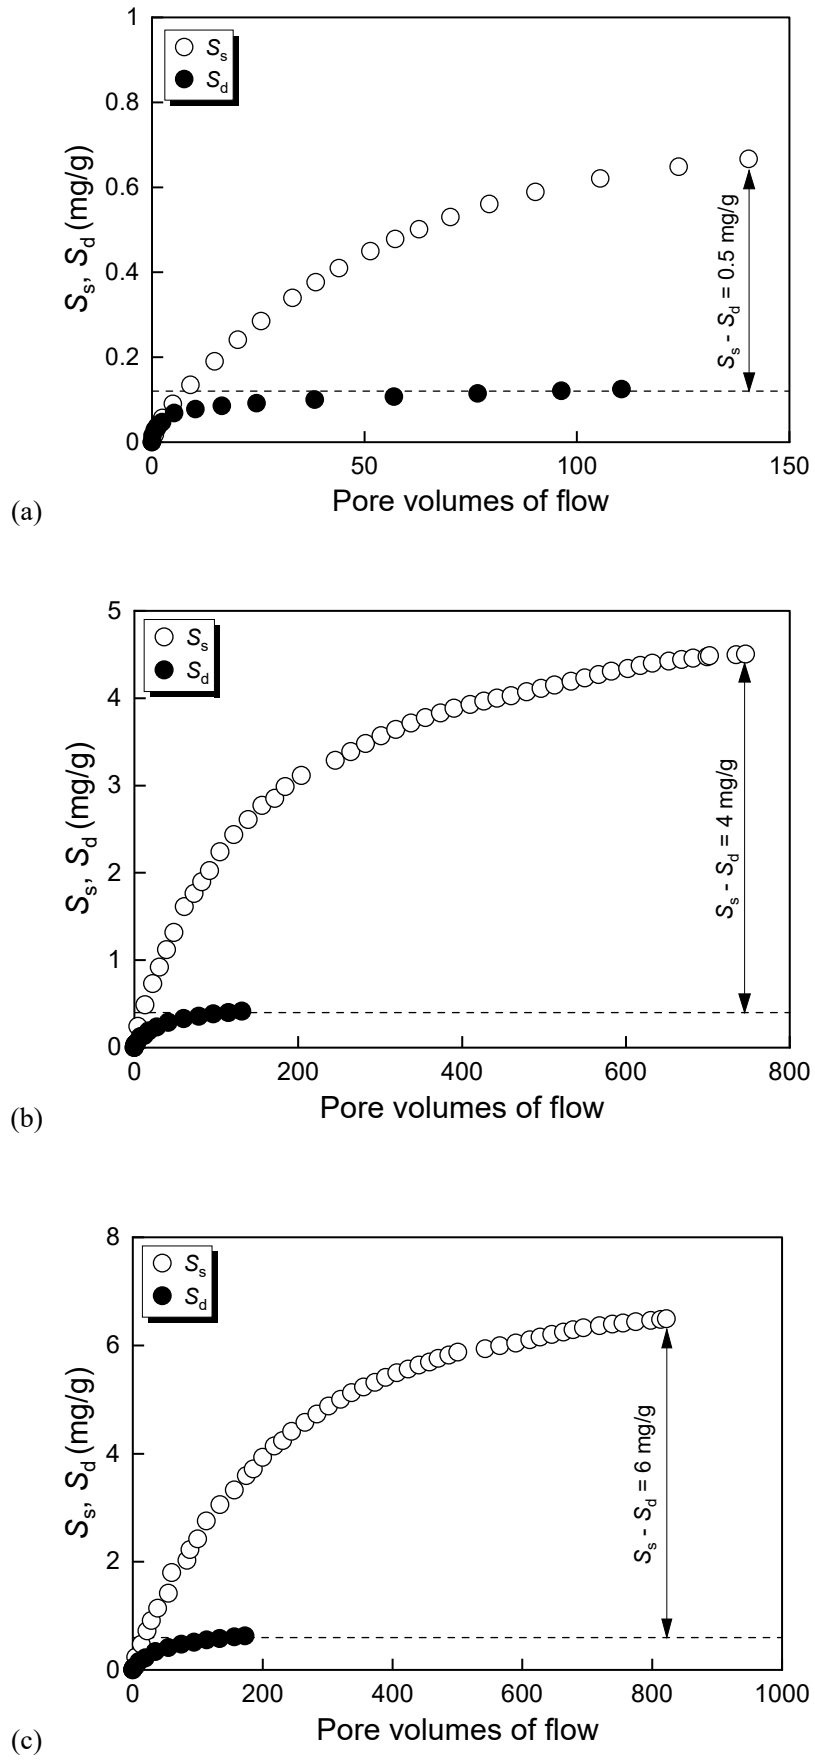 1
0.8
0.6
0.4
0.2
0
Ss, Sd (mg/g)
Ss
Sd
Ss - Sd = 0.5 mg/g
0 50 100 150
Pore volumes of flow
(a)
5
4
3
2
1
0
Ss, Sd (mg/g)
Ss
Sd
Ss - Sd = 4 mg/g
0 200 400 600 800
Pore volumes of flow
(b)
8
6
4
2
0
Ss, Sd (mg/g)
Ss
Sd
Ss - Sd = 6 mg/g
0 200 400 600 800 1000
Pore volumes of flow
(c)